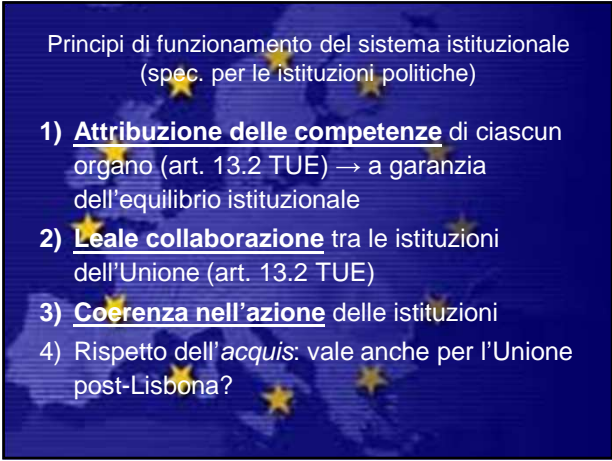 Principi di funzionamento del sistema istituzionale
(spec. per le istituzioni politiche)
1) Attribuzione delle competenze di ciascun
organo (art. 13.2 TUE) → a garanzia
dell'equilibrio istituzionale
2) Leale collaborazione tra le istituzioni
dell'Unione (art. 13.2 TUE)
3) Coerenza nell'azione delle istituzioni
4) Rispetto dell'acquis: vale anche per l'Unione
post-Lisbona?